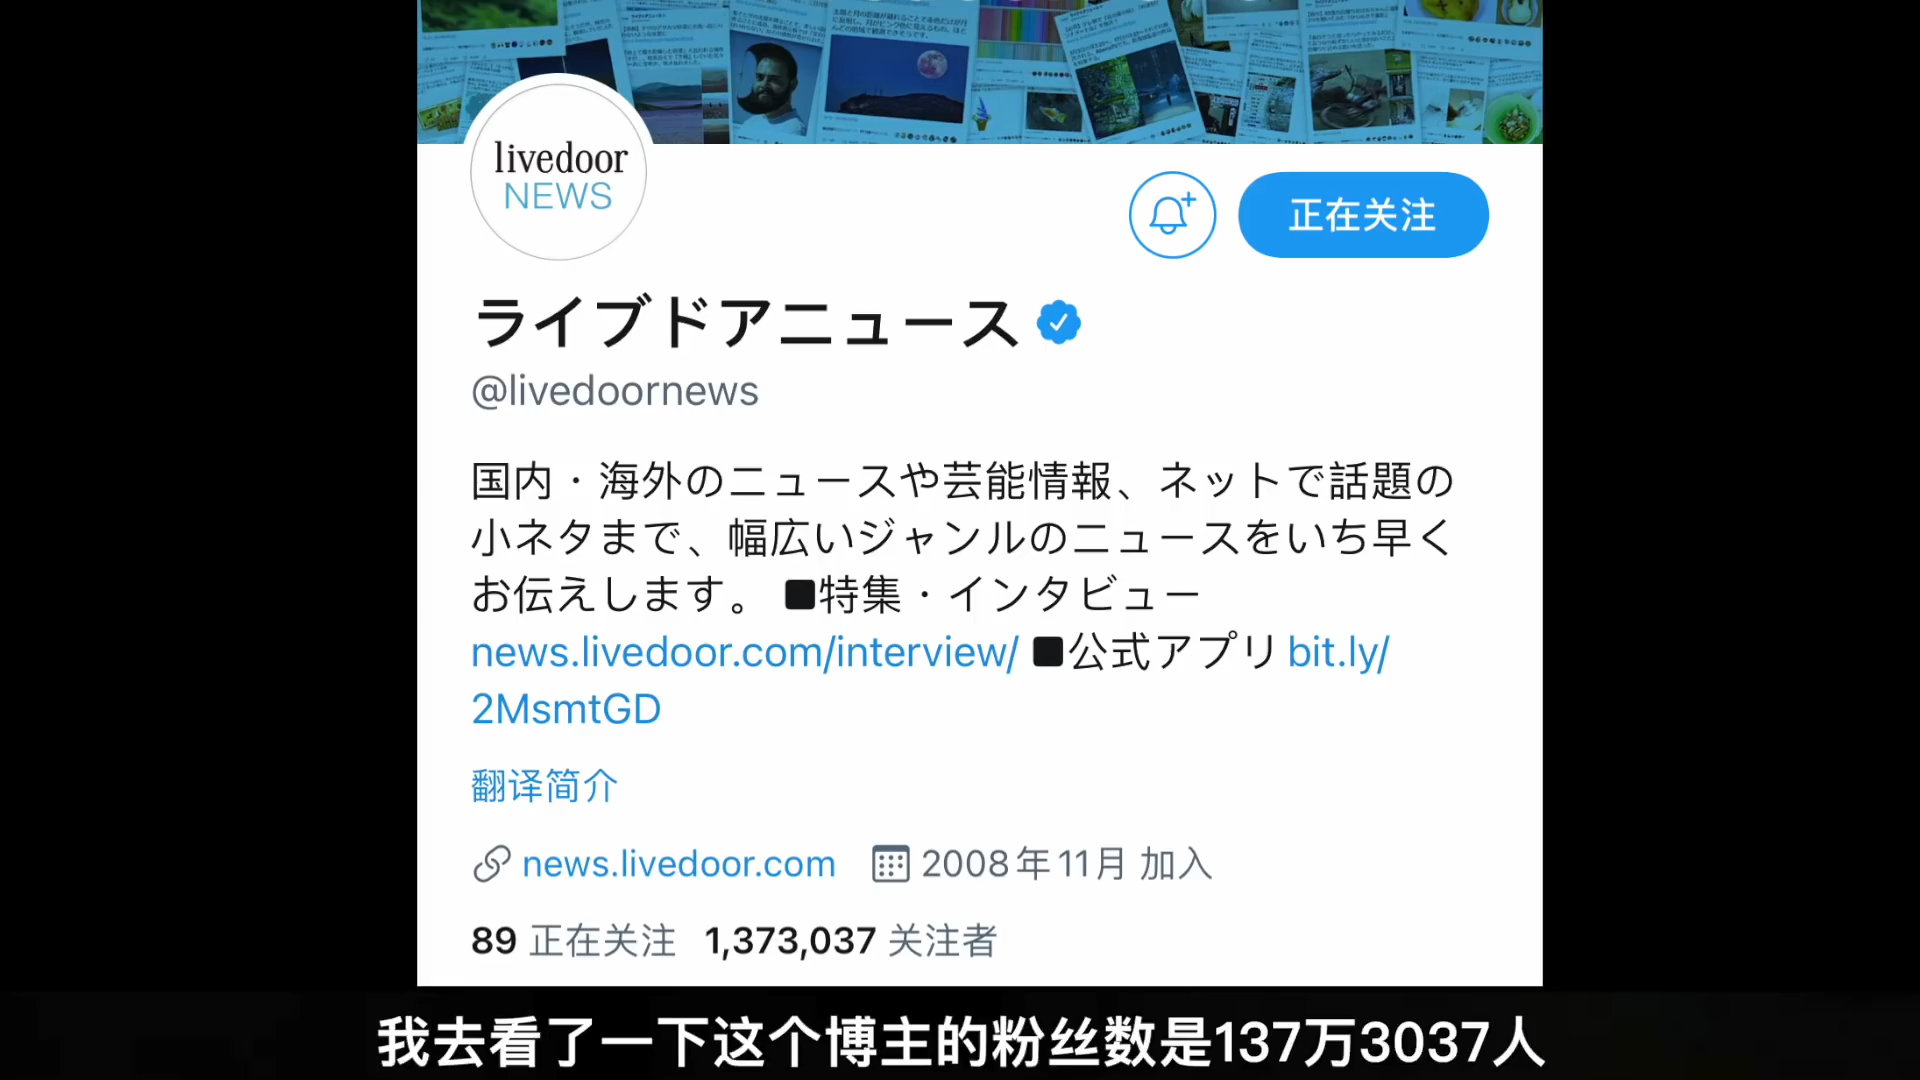 livedoor
NEWS
正在关注
ライブドアニュース
@livedoornews
国内・海外のニュースや芸能情報、ネットで話題の
小ネタまで、幅広いジャンルのニュースをいち早く
お伝えします。 ■特集・インタビュー
news.livedoor.com/interview/ ■公式アプリ bit.ly/
2MsmtGD
翻译简介
news.livedoor.com 2008年11月 加入
89 正在关注 1,373,037 关注者
我去看了一下这个博主的粉丝数是137万3037人